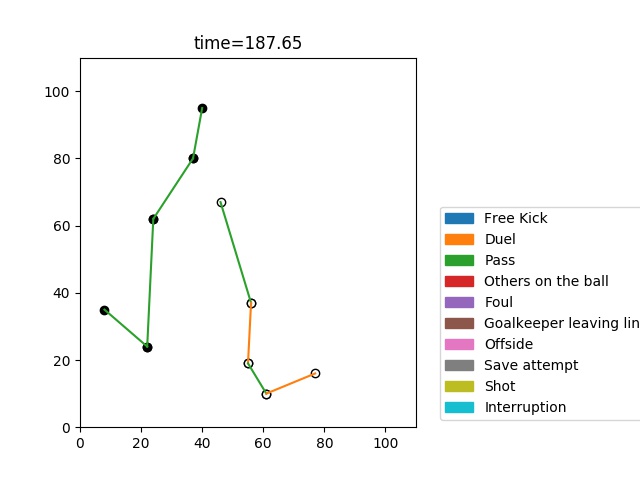 time=187.65
100
80
60
40
20
0
0 20 40 60 80 100
Free Kick
Duel
Pass
Others on the ball
Foul
Goalkeeper leaving lin
Offside
Save attempt
Shot
Interruption